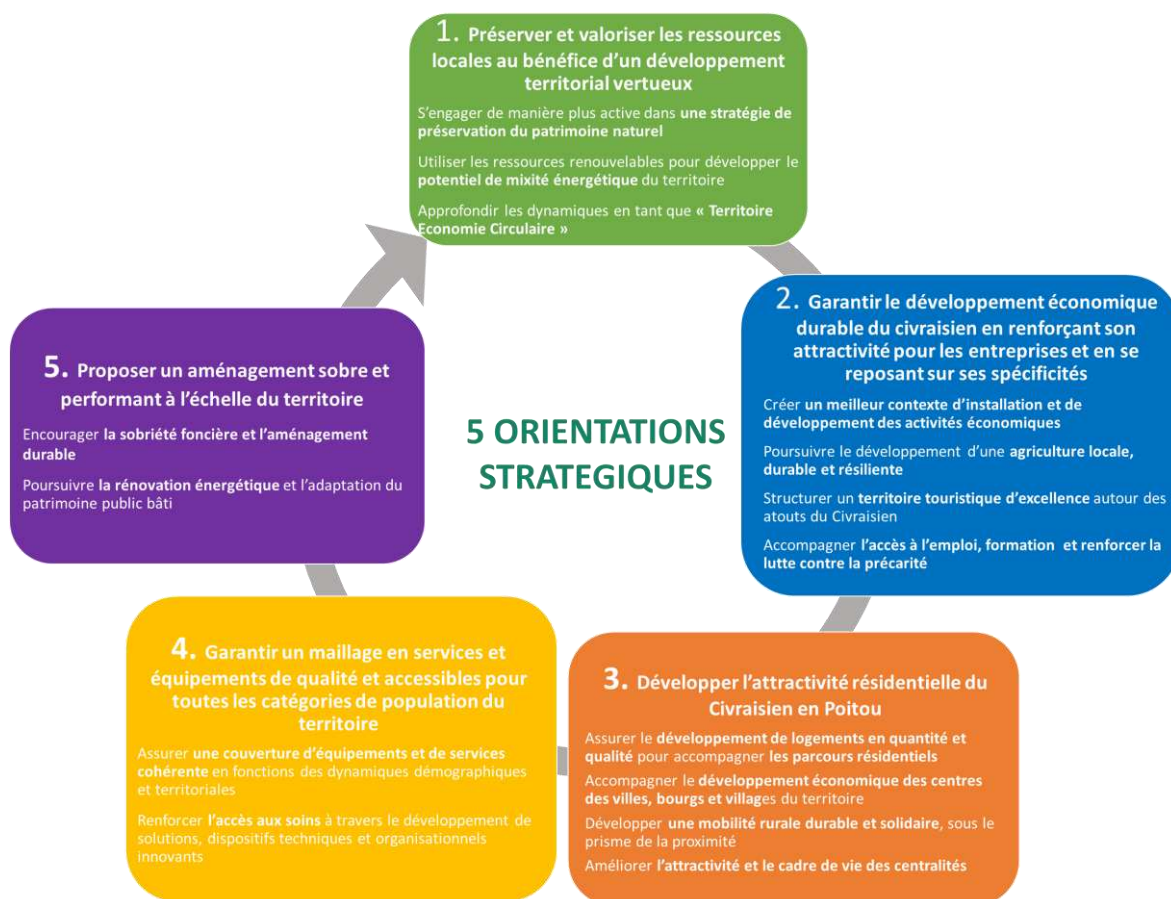 1. Préserver et valoriser les ressources
locales au bénéfice d'un développement
territorial vertueux
S'engager de manière plus active dans une stratégie de
préservation du patrimoine naturel
Utiliser les ressources renouvelables pour développer le
potentiel de mixité énergétique du territoire
Approfondir les dynamiques en tant que « Territoire
Economie Circulaire »
2. Garantir le développement économique
durable du civraisien en renforçant son
attractivité pour les entreprises et en se
reposant sur ses spécificités
Créer un meilleur contexte d'installation et de
développement des activités économiques
Poursuivre le développement d'une agriculture locale,
durable et résiliente
Structurer un territoire touristique d'excellence autour des
atouts du Civraisien
Accompagner l'accès à l'emploi, formation et renforcer la
lutte contre la précarité
5 ORIENTATIONS
STRATEGIQUES
3. Développer l'attractivité résidentielle du
Civraisien en Poitou
Assurer le développement de logements en quantité et
qualité pour accompagner les parcours résidentiels
Accompagner le développement économique des centres
des villes, bourgs et villages du territoire
Développer une mobilité rurale durable et solidaire, sous le
prisme de la proximité
Améliorer l'attractivité et le cadre de vie des centralités
4. Garantir un maillage en services et
équipements de qualité et accessibles pour
toutes les catégories de population du
territoire
Assurer une couverture d'équipements et de services
cohérente en fonctions des dynamiques démographiques
et territoriales
Renforcer l'accès aux soins à travers le développement de
solutions, dispositifs techniques et organisationnels
innovants
5. Proposer un aménagement sobre et
performant à l'échelle du territoire
Encourager la sobriété foncière et l'aménagement
durable
Poursuivre la rénovation énergétique et l'adaptation du
patrimoine public bâti